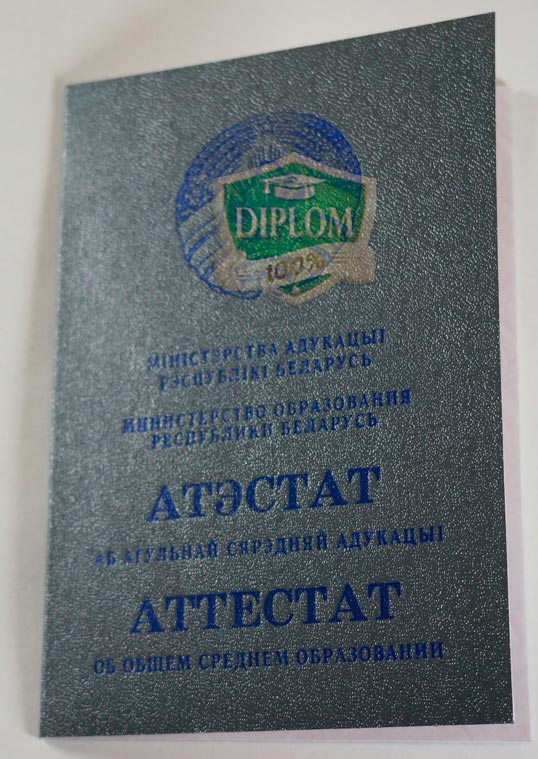 DIPLOM
100%
МІНІСТЭРСТВА АДУКАЦЫІ
РЭСПУБЛІКІ БЕЛАРУСЬ
МИНИСТЕРСТВО ОБРАЗОВАНИЯ
РЕСПУБЛИКИ БЕЛАРУСЬ
АТЭСТАТ
АБ АГУЛЬНАЙ СЯРЭДНЯЙ АДУКАЦЫІ
АТТЕСТАТ
ОБ ОБЩЕМ СРЕДНЕМ ОБРАЗОВАНИИ